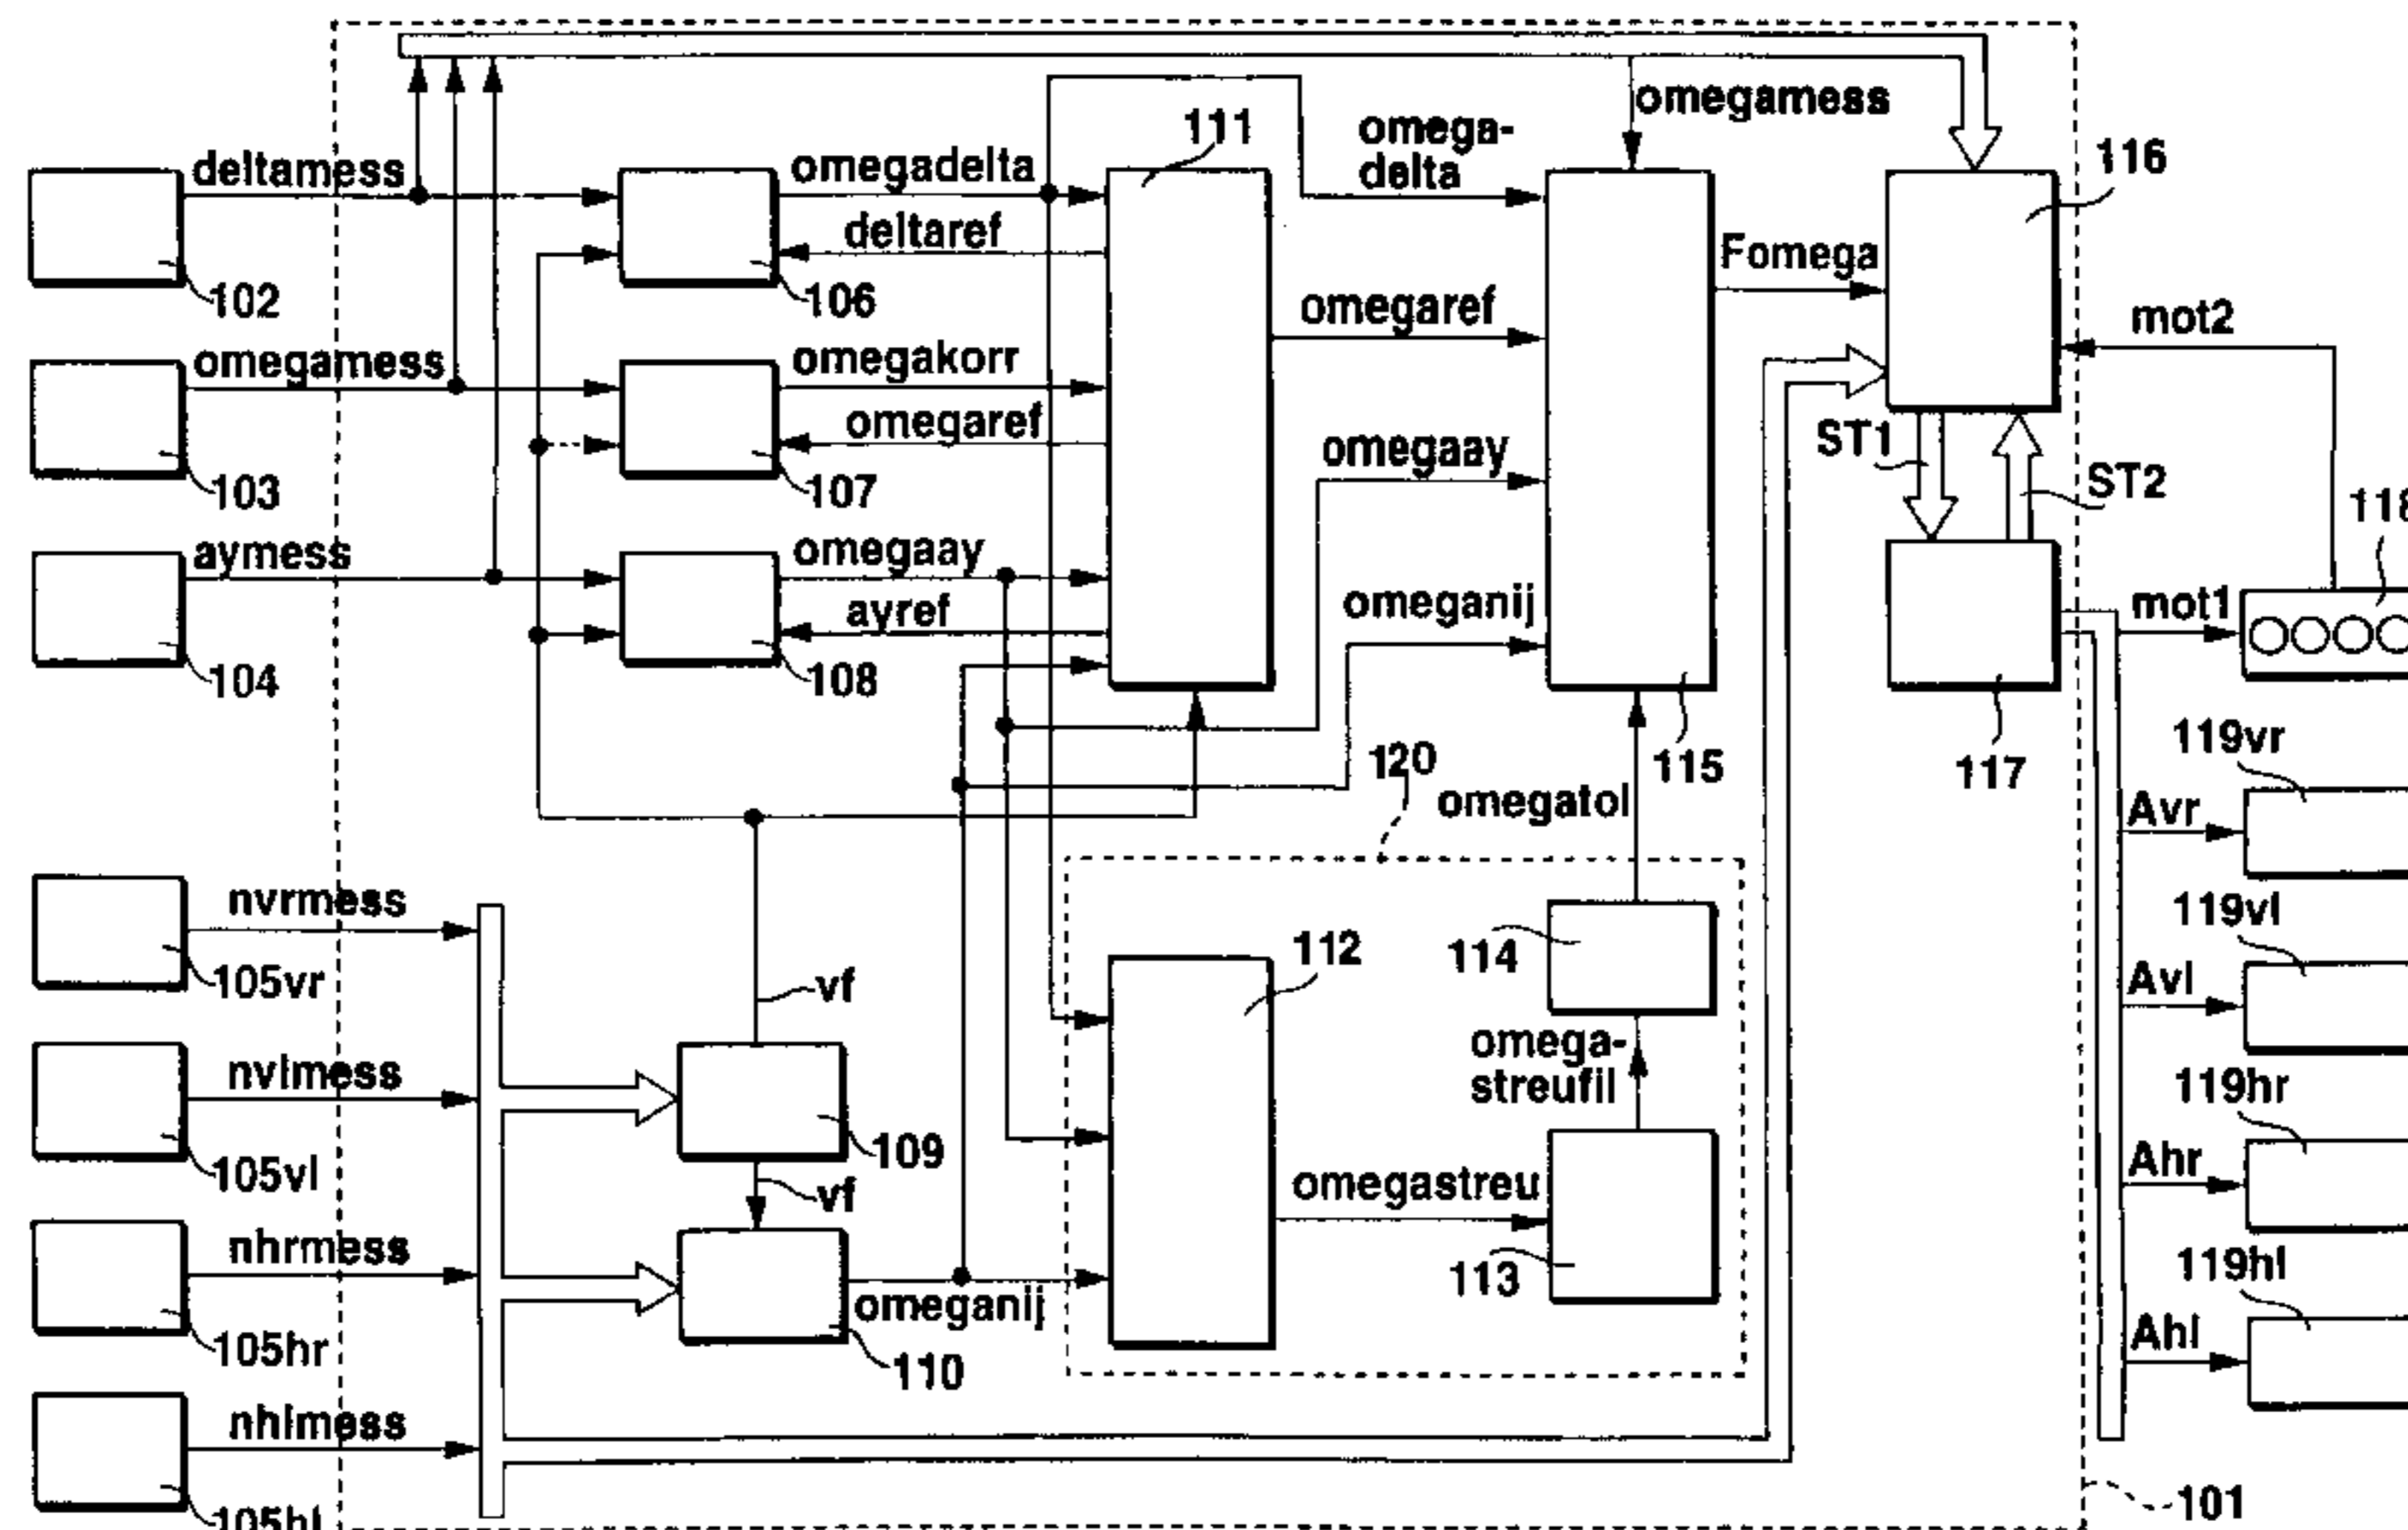 omegamess
111
omega-
delta
116
deltamess
omegadelta
deltaref
Fomega
102
106
omegaref
mot2
omegamess
omegakorr
omegaref
omegaay
ST1
ST2
103
107
118
aymess
omegaay
ayref
omeganij
mot1
104
108
119vr
120
115
117
omegatol
Avr
nvrmess
119vl
112
114
105vr
vf
Avl
omega-
streufil
nvlmess
119hr
109
105vl
vf
omegastreu
Ahr
nhrmess
113
119hl
omeganij
105hr
110
Ahl
nhlmess
101
105hl